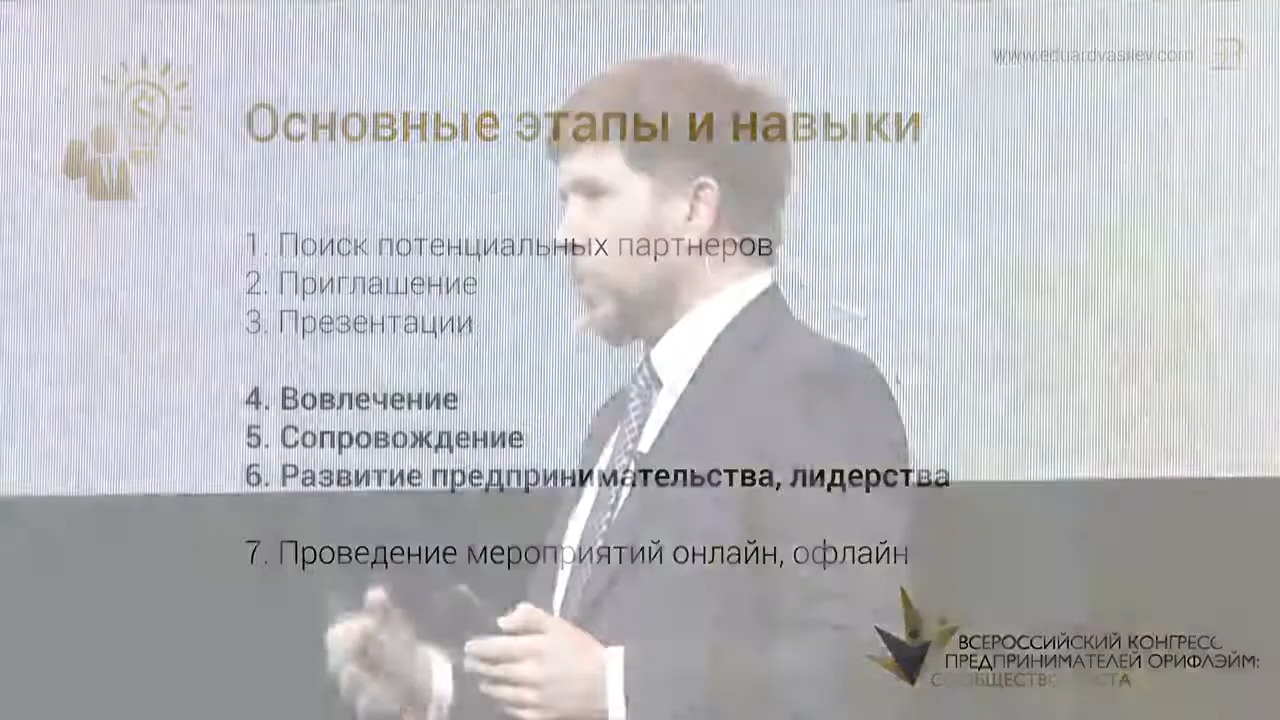 www.eduardvasilev.com
Основные этапы и навыки
1. Поиск потенциальных партнеров
2. Приглашение
3. Презентации
4. Вовлечение
5. Сопровождение
6. Развитие предпринимательства, лидерства
7. Проведение мероприятий онлайн, офлайн
ВСЕРОССИЙСКИЙ КОНГРЕСС
ПРЕДПРИНИМАТЕЛЕЙ ОРИФЛЭЙМ: